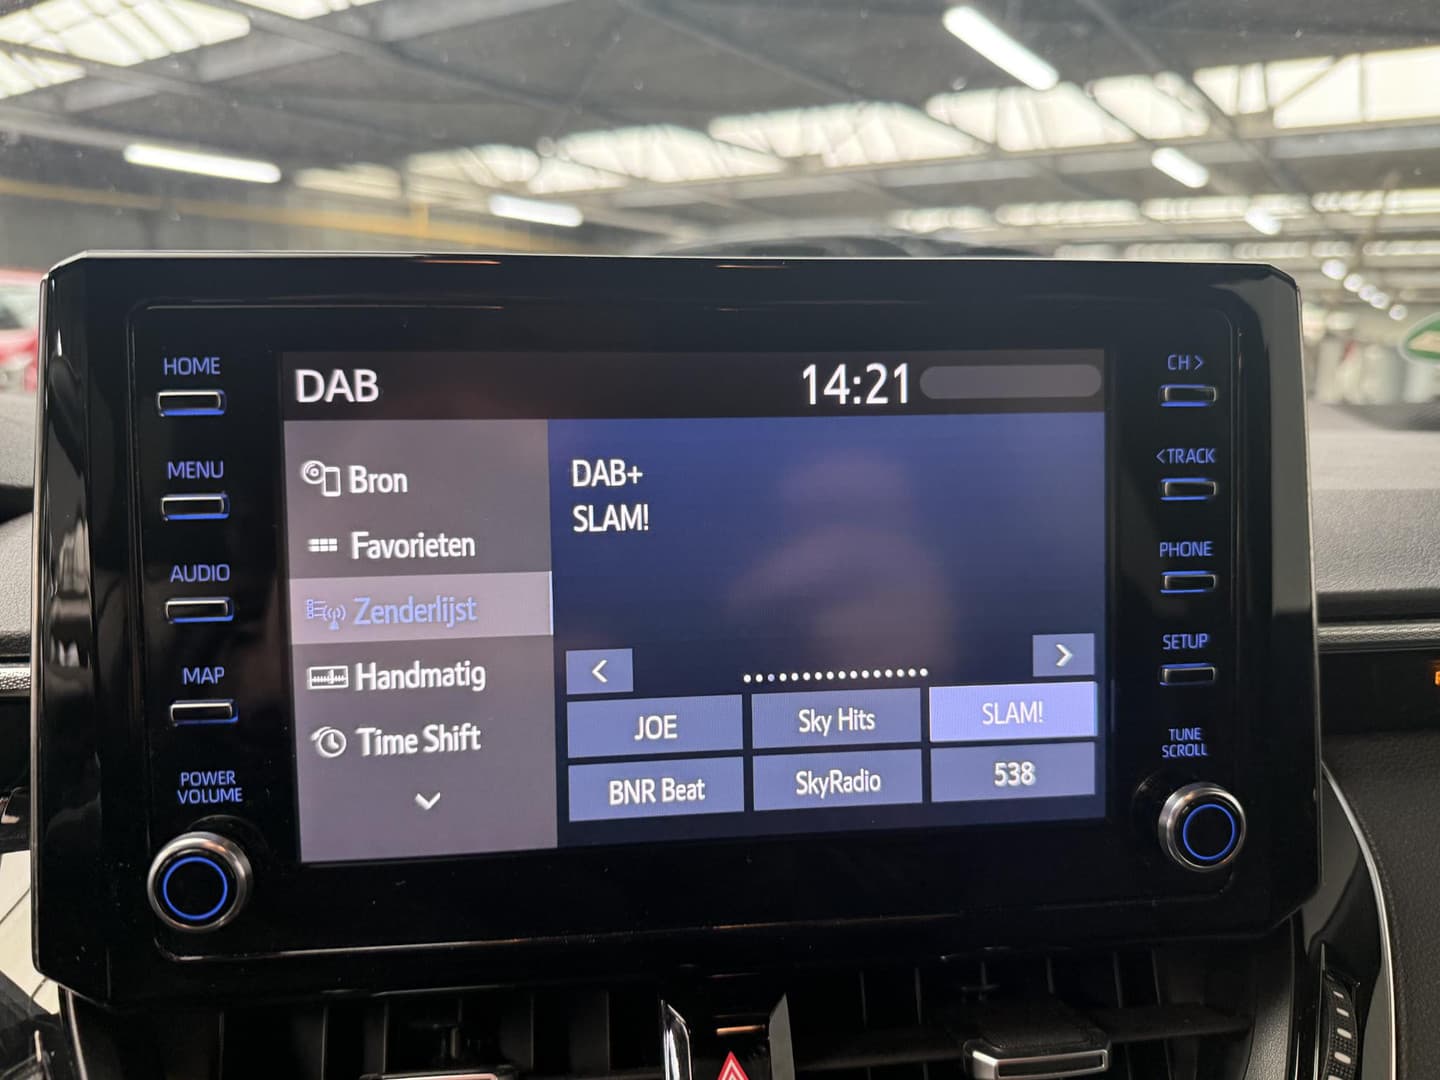 HOME
MENU
AUDIO
MAP
POWER
VOLUME
DAB
14:21
Bron
Favorieten
Zenderlijst
Handmatig
Time Shift
DAB+
SLAM!
<
>
JOE
Sky Hits
SLAM!
BNR Beat
SkyRadio
538
CH >
<TRACK
PHONE
SETUP
TUNE
SCROLL